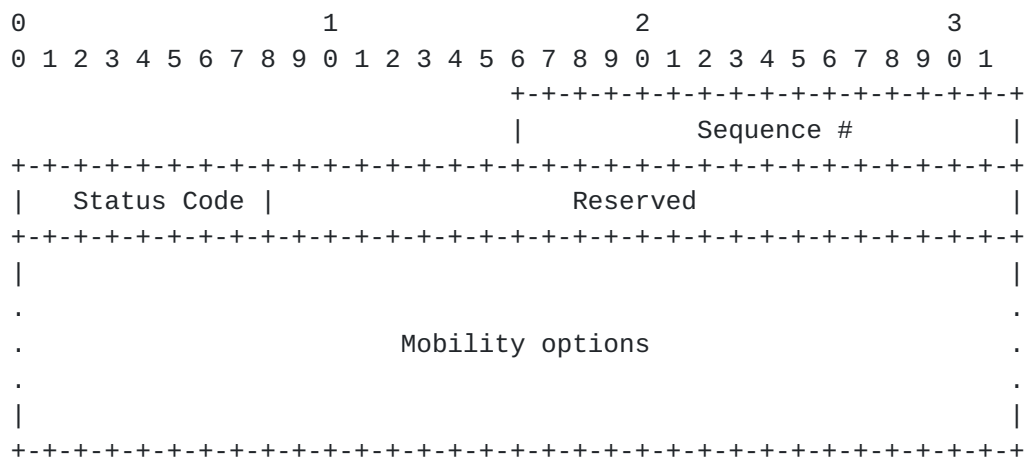 0                   1                   2                   3
0 1 2 3 4 5 6 7 8 9 0 1 2 3 4 5 6 7 8 9 0 1 2 3 4 5 6 7 8 9 0 1
                                +-+-+-+-+-+-+-+-+-+-+-+-+-+-+-+-+
                                |           Sequence #          |
+-+-+-+-+-+-+-+-+-+-+-+-+-+-+-+-+-+-+-+-+-+-+-+-+-+-+-+-+-+-+-+-+
|   Status Code |                   Reserved                    |
+-+-+-+-+-+-+-+-+-+-+-+-+-+-+-+-+-+-+-+-+-+-+-+-+-+-+-+-+-+-+-+-+
|                                                               |
.                                                               .
.                        Mobility options                       .
.                                                               .
|                                                               |
+-+-+-+-+-+-+-+-+-+-+-+-+-+-+-+-+-+-+-+-+-+-+-+-+-+-+-+-+-+-+-+-+